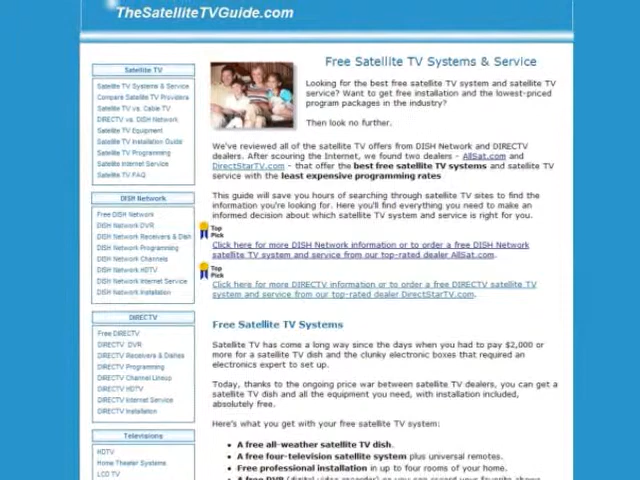 TheSatelliteTVGuide.com
Satellite TV
Satellite TV Systems & Service
Compare Satellite TV Providers
Satellite TV vs. Cable TV
DIRECTV vs. DISH Network
Satellite TV Equipment
Satellite TV Installation Guide
Satellite TV Programming
Satellite Internet Service
Satellite TV FAQ
DISH Network
Free DISH Network
DISH Network DVR
DISH Network Receivers & Dish
DISH Network Programming
DISH Network Channels
DISH Network HDTV
DISH Network Internet Service
DISH Network Installation
DIRECTV
Free DIRECTV
DIRECTV DVR
DIRECTV Receivers & Dishes
DIRECTV Programming
DIRECTV Channel Lineup
DIRECTV HDTV
DIRECTV Internet Service
DIRECTV Installation
Televisions
HDTV
Home Theater Systems
LCD TV
Free Satellite TV Systems & Service
Looking for the best free satellite TV system and satellite TV
service? Want to get free installation and the lowest-priced
program packages in the industry?
Then look no further.
We've reviewed all of the satellite TV offers from DISH Network and DIRECTV
dealers. After scouring the Internet, we found two dealers - AllSat.com and
DirectStarTV.com - that offer the best free satellite TV systems and satellite TV
service with the least expensive programming rates
This guide will save you hours of searching through satellite TV sites to find the
information you're looking for. Here you'll find everything you need to make an
informed decision about which satellite TV system and service is right for you.
Top
Pick
Click here for more DISH Network information or to order a free DISH Network
satellite TV system and service from our top-rated dealer AllSat.com.
Top
Pick
Click here for more DIRECTV information or to order a free DIRECTV satellite TV
system and service from our top-rated dealer DirectStarTV.com.
Free Satellite TV Systems
Satellite TV has come a long way since the days when you had to pay $2,000 or
more for a satellite TV dish and the clunky electronic boxes that required an
electronics expert to set up.
Today, thanks to the ongoing price war between satellite TV dealers, you can get a
satellite TV dish and all the equipment you need, with installation included,
absolutely free.
Here's what you get with your free satellite TV system:
• A free all-weather satellite TV dish.
• A free four-television satellite system plus universal remotes.
• Free professional installation in up to four rooms of your home.
• A free DVR (digital video recorder) so you can record your favorite shows